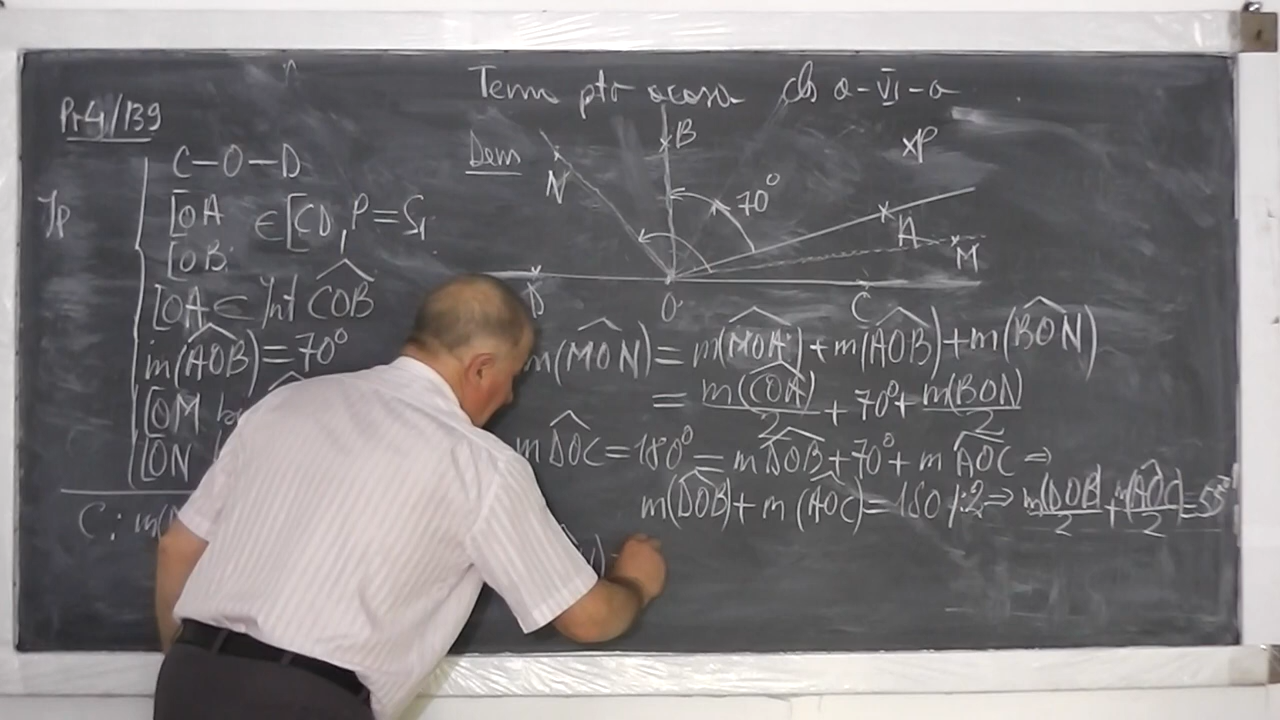 Tema ptr acasa cls a-VI-a
Pr4/139
C-O-D
Ip
[OA
[OB
∈[CD, P = S₁
[OA ⊂ Int COB
m(AOB)=70°
[OM
[ON
C: m(
Dem
N
B
70°
P
A
M
D
O
C
m(MON)=m(MOA)+m(AOB)+m(BON)
= m(COA)/2 + 70° + m(BON)/2
m DOC = 180° = m DOB + 70° + m AOC ⇒
m(DOB)+m(AOC)=180 |:2 ⇒ m(DOB)/2 + m(AOC)/2 = 55°